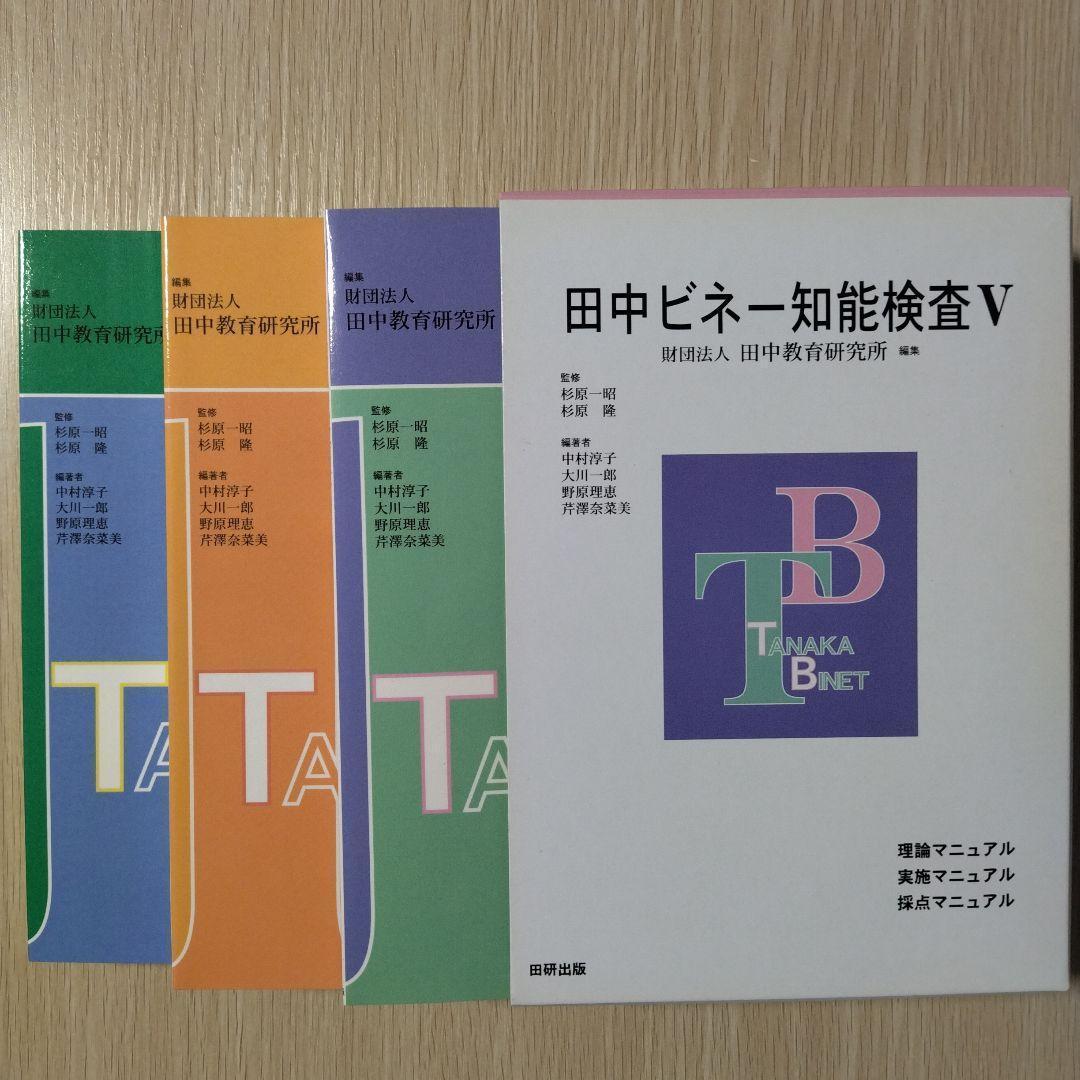 編集
財団法人
田中教育研究所
監修
杉原一昭
杉原 隆
編著者
中村淳子
大川一郎
野原理恵
芹澤奈菜美
TA
編集
財団法人
田中教育研究所
監修
杉原一昭
杉原 隆
編著者
中村淳子
大川一郎
野原理恵
芹澤奈菜美
TA
編集
財団法人
田中教育研究所
監修
杉原一昭
杉原 隆
編著者
中村淳子
大川一郎
野原理恵
芹澤奈菜美
TA
田中ビネー知能検査V
財団法人 田中教育研究所 編集
監修
杉原一昭
杉原 隆
編著者
中村淳子
大川一郎
野原理恵
芹澤奈菜美
TB
TANAKA
BINET
理論マニュアル
実施マニュアル
採点マニュアル
田研出版